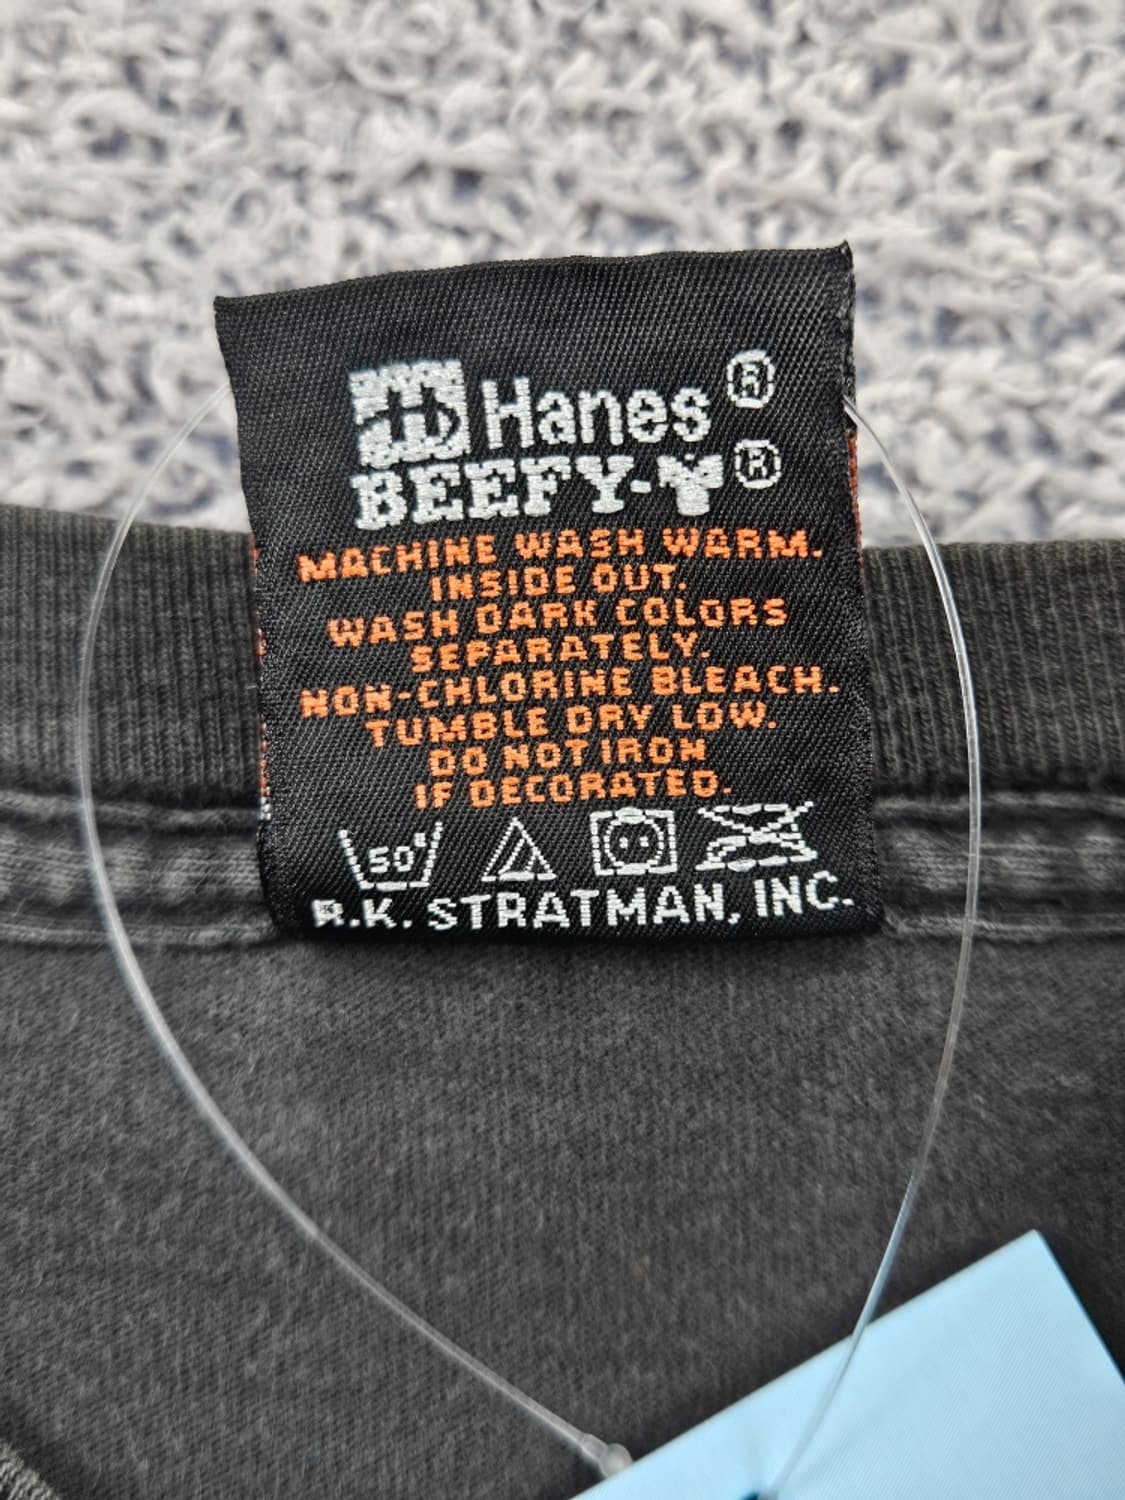 Hanes ®
BEEFY-T ®
MACHINE WASH WARM.
INSIDE OUT.
WASH DARK COLORS
SEPARATELY.
NON-CHLORINE BLEACH.
TUMBLE DRY LOW.
DO NOT IRON
IF DECORATED.
50°
R.K. STRATMAN, INC.